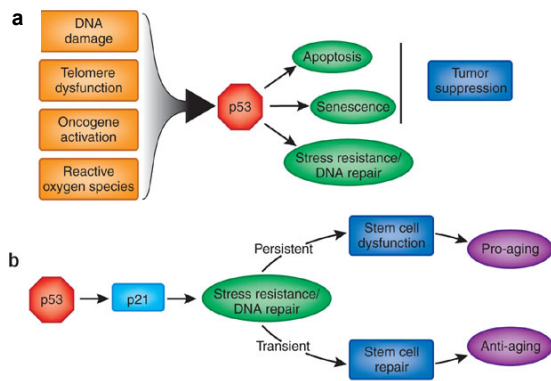 a
DNA
damage
Telomere
dysfunction
Oncogene
activation
Reactive
oxygen species
p53
Apoptosis
Senescence
Stress resistance/
DNA repair
Tumor
suppression
b
p53
p21
Stress resistance/
DNA repair
Persistent
Stem cell
dysfunction
Pro-aging
Transient
Stem cell
repair
Anti-aging